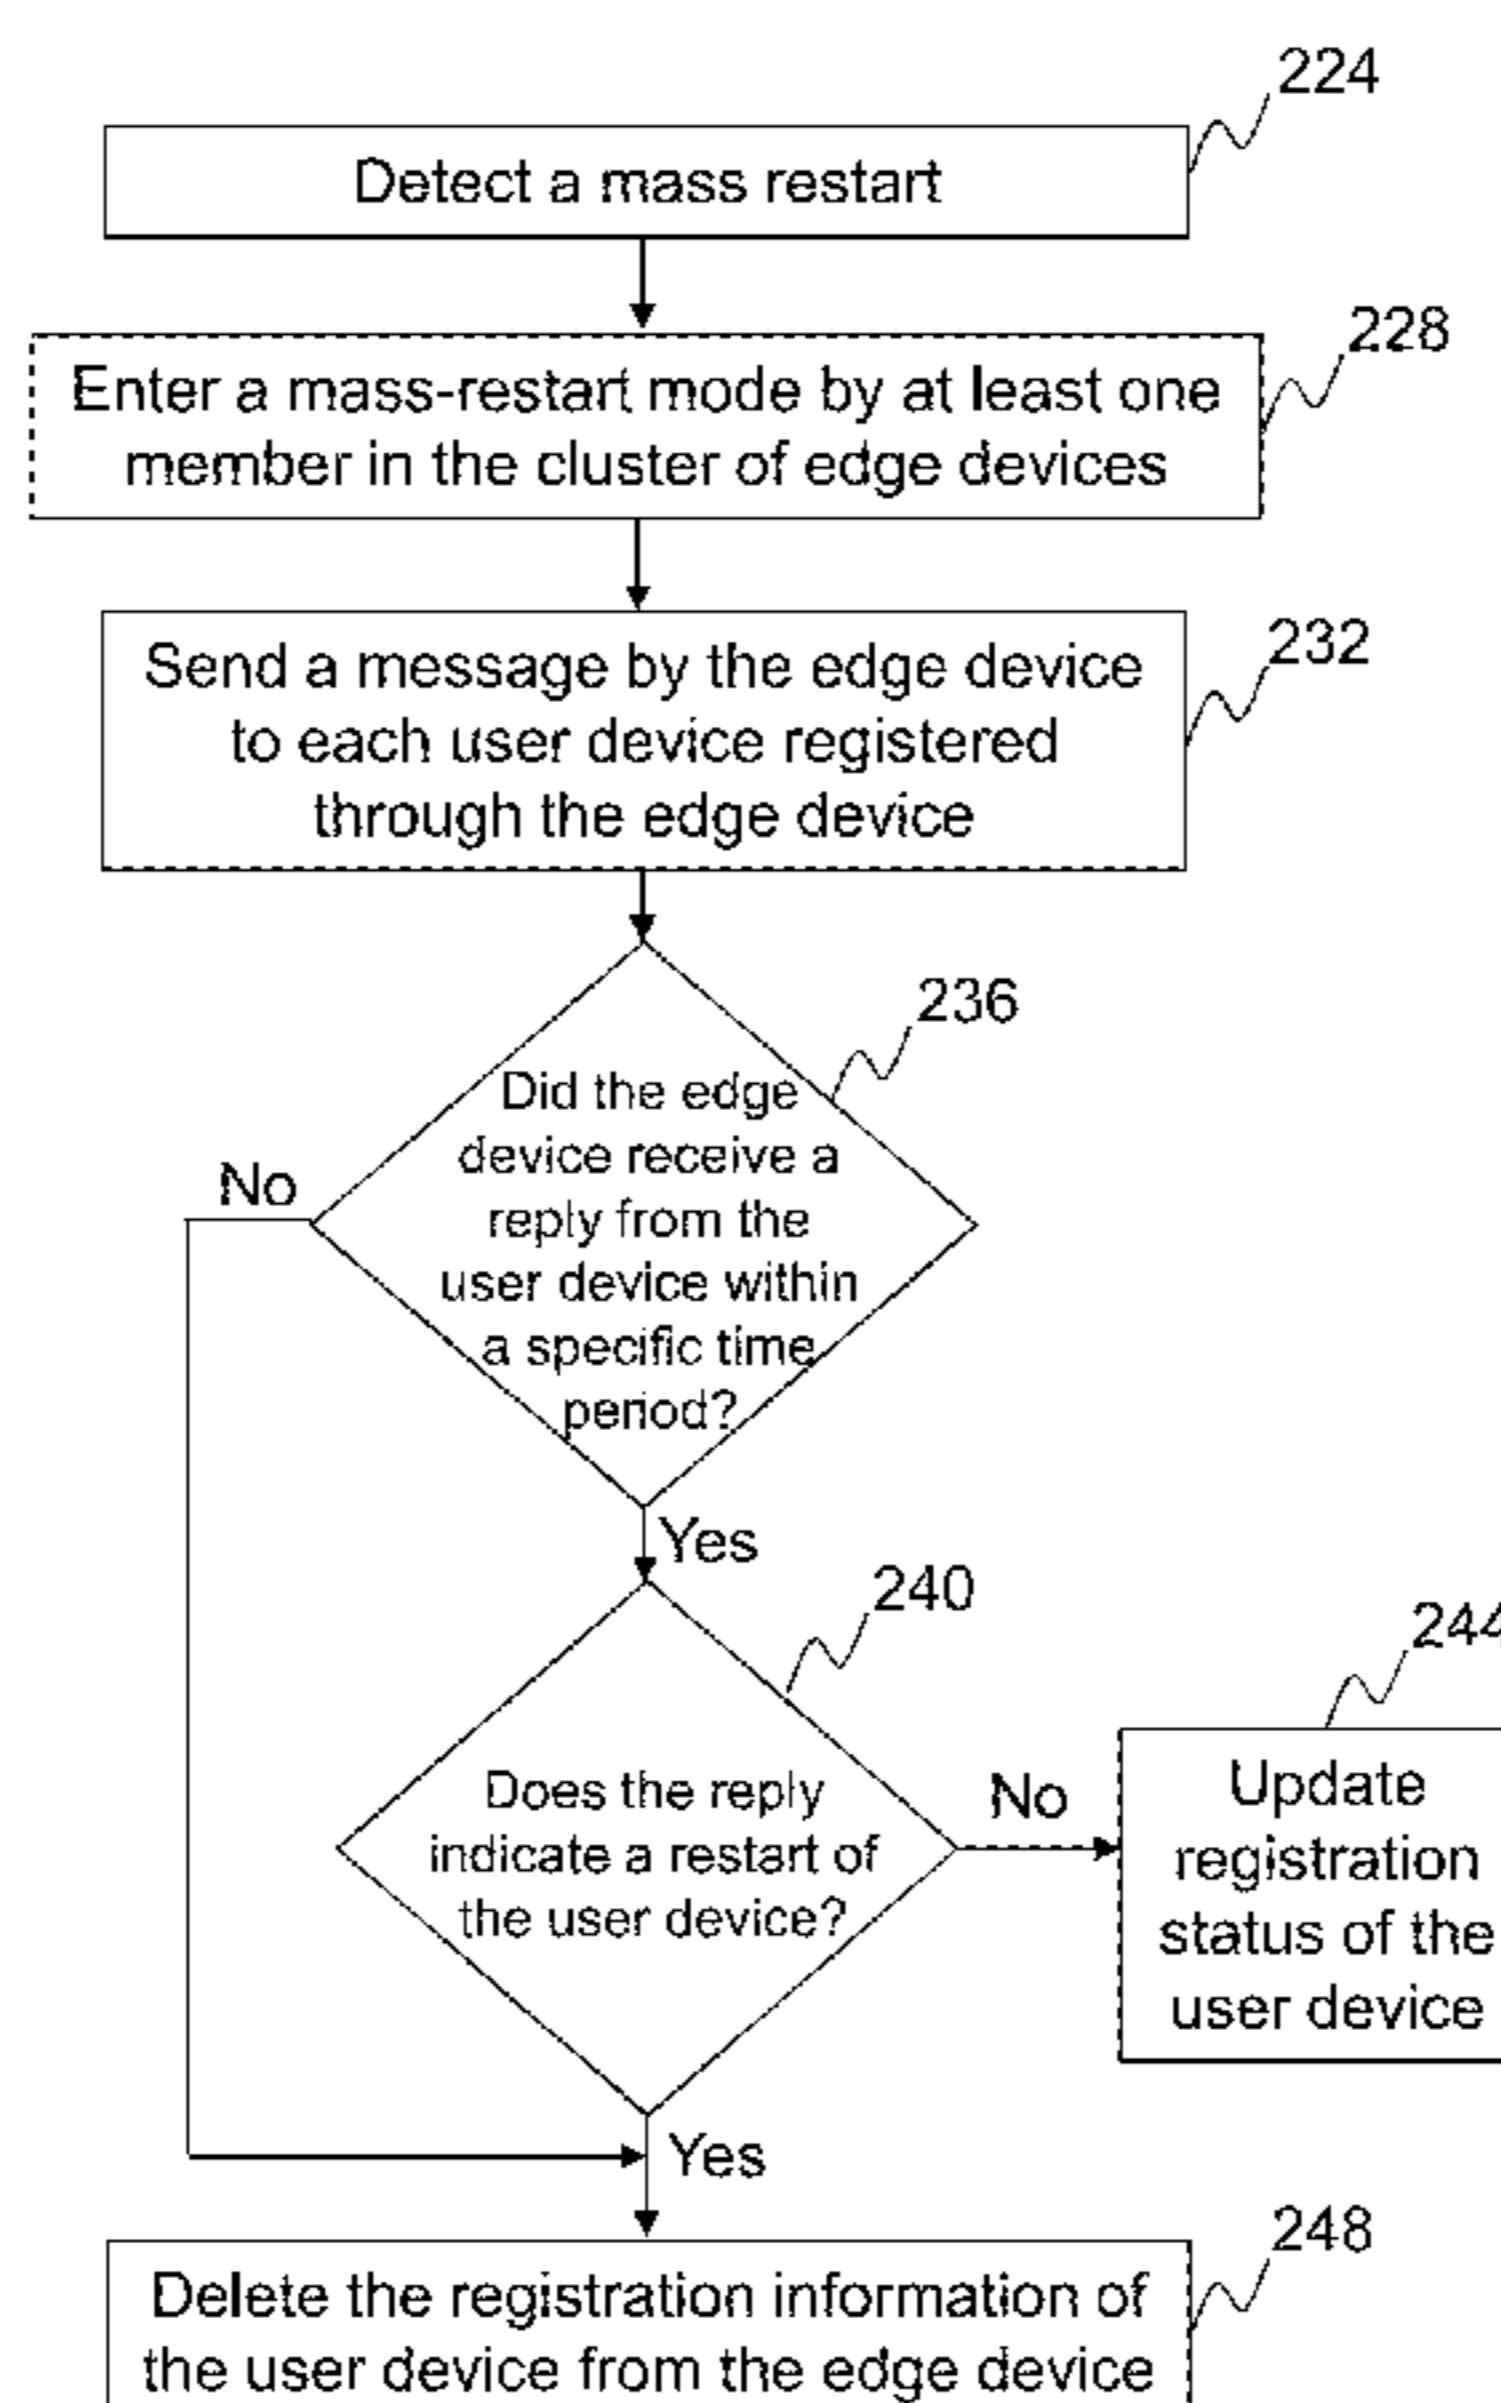 224
Detect a mass restart
228
Enter a mass-restart mode by at least one
member in the cluster of edge devices
232
Send a message by the edge device
to each user device registered
through the edge device
236
Did the edge
device receive a
reply from the
user device within
a specific time
period?
No
Yes
240
Does the reply
indicate a restart of
the user device?
No
244
Update
registration
status of the
user device
Yes
248
Delete the registration information of
the user device from the edge device